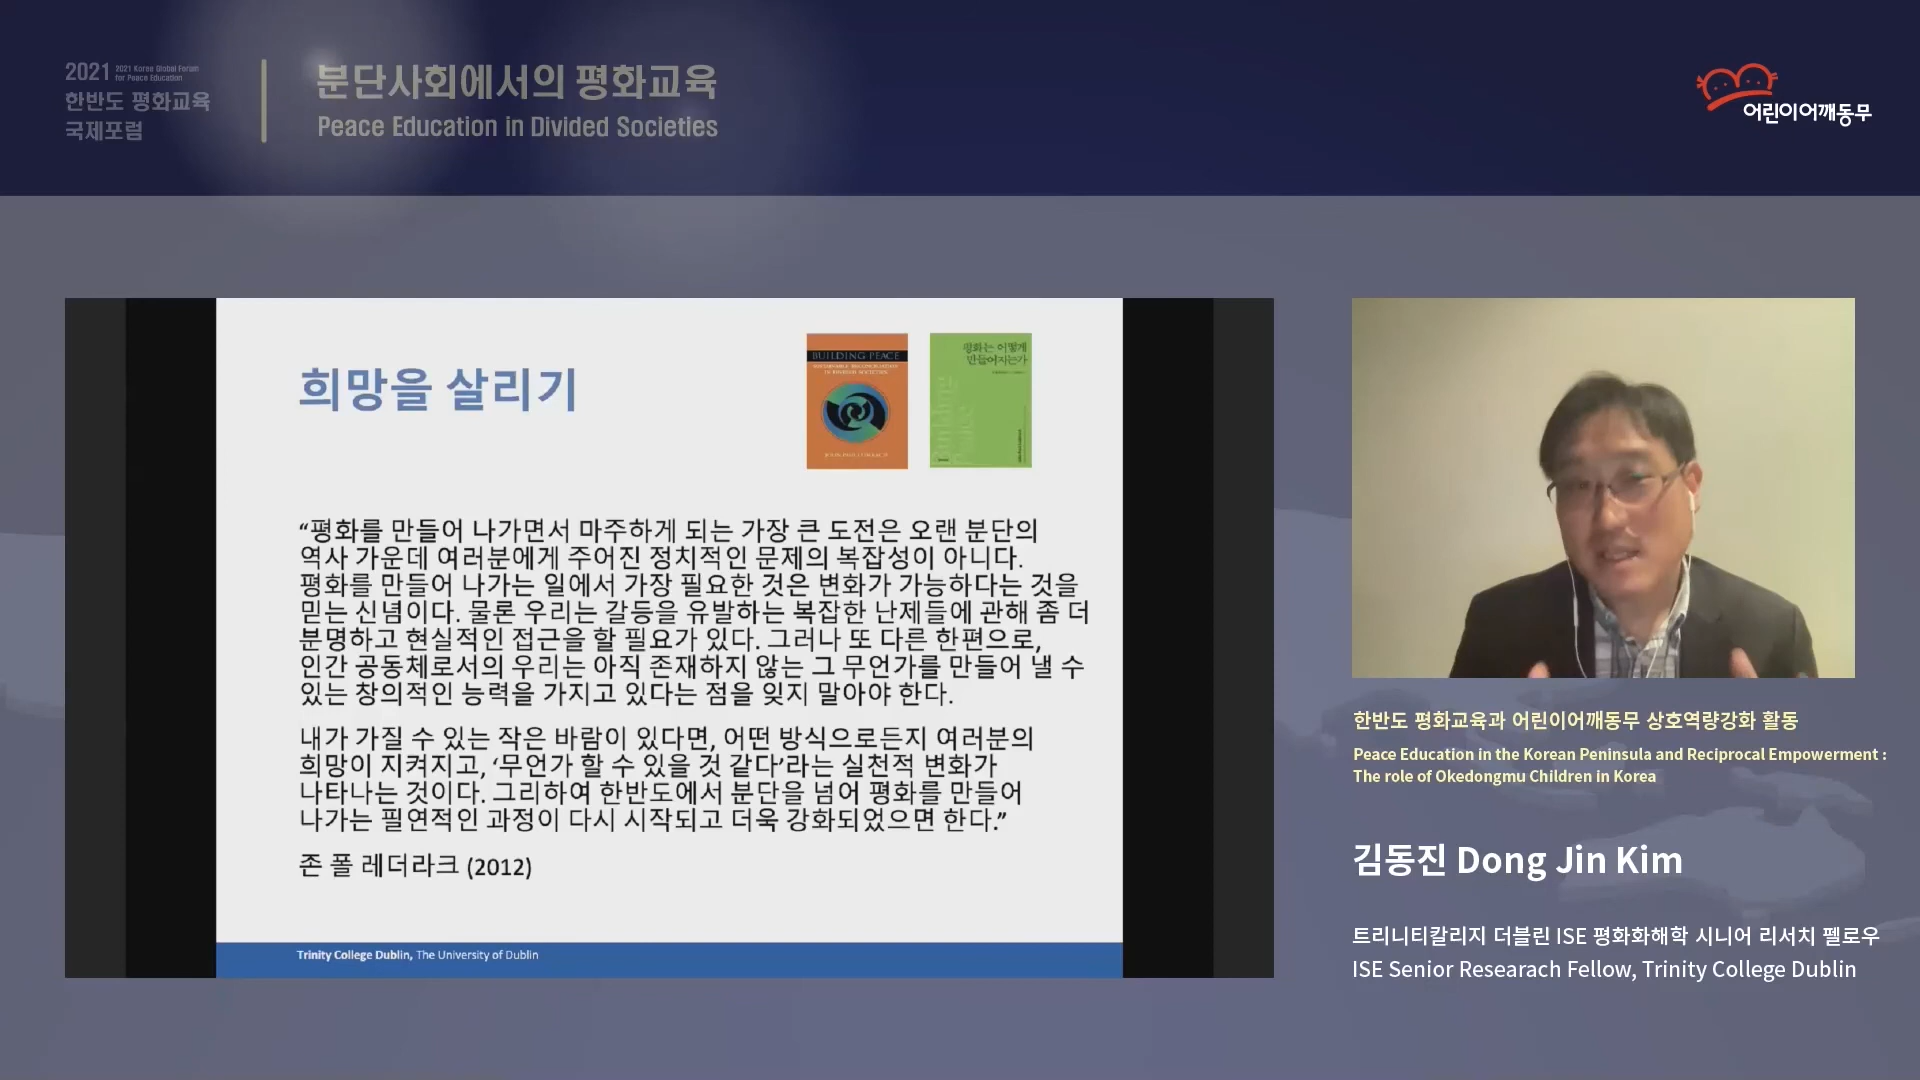 2021 2021 Korea Global Forum
for Peace Education
한반도 평화교육
국제포럼
분단사회에서의 평화교육
Peace Education in Divided Societies
어린이어깨동무
희망을 살리기
BUILDING PEACE
SUSTAINABLE RECONCILIATION
IN DIVIDED SOCIETIES
JOHN PAUL LEDERACH
평화는 어떻게
만들어지는가
Building
Peace
“평화를 만들어 나가면서 마주하게 되는 가장 큰 도전은 오랜 분단의
역사 가운데 여러분에게 주어진 정치적인 문제의 복잡성이 아니다.
평화를 만들어 나가는 일에서 가장 필요한 것은 변화가 가능하다는 것을
믿는 신념이다. 물론 우리는 갈등을 유발하는 복잡한 난제들에 관해 좀 더
분명하고 현실적인 접근을 할 필요가 있다. 그러나 또 다른 한편으로,
인간 공동체로서의 우리는 아직 존재하지 않는 그 무언가를 만들어 낼 수
있는 창의적인 능력을 가지고 있다는 점을 잊지 말아야 한다.
내가 가질 수 있는 작은 바람이 있다면, 어떤 방식으로든지 여러분의
희망이 지켜지고, ‘무언가 할 수 있을 것 같다’라는 실천적 변화가
나타나는 것이다. 그리하여 한반도에서 분단을 넘어 평화를 만들어
나가는 필연적인 과정이 다시 시작되고 더욱 강화되었으면 한다.”
존 폴 레더라크 (2012)
Trinity College Dublin, The University of Dublin
한반도 평화교육과 어린이어깨동무 상호역량강화 활동
Peace Education in the Korean Peninsula and Reciprocal Empowerment :
The role of Okedongmu Children in Korea
김동진 Dong Jin Kim
트리니티칼리지 더블린 ISE 평화화해학 시니어 리서치 펠로우
ISE Senior Researach Fellow, Trinity College Dublin